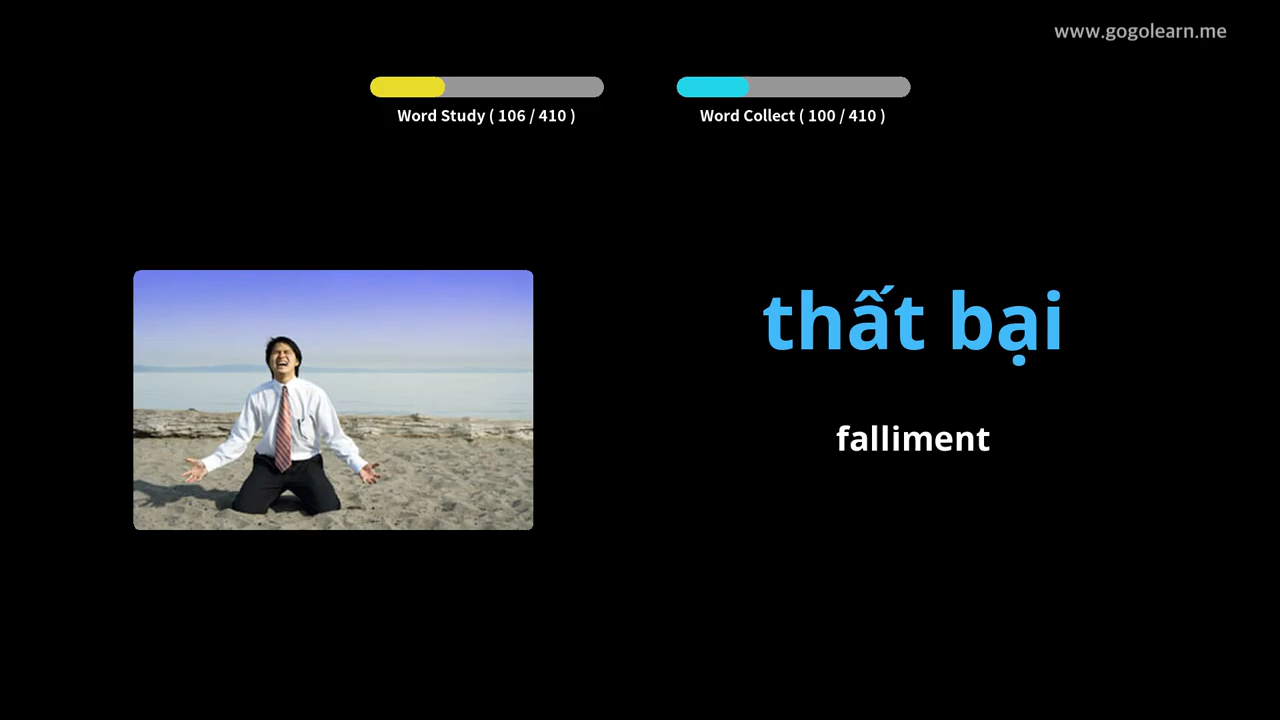 www.gogolearn.me
Word Study ( 106 / 410 )
Word Collect ( 100 / 410 )
thất bại
falliment